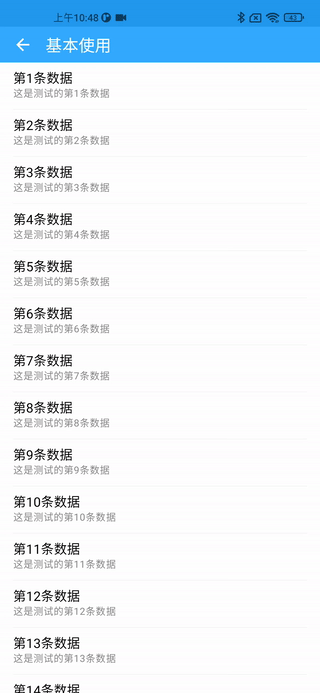 上午10:48
43
基本使用
第1条数据
这是测试的第1条数据
第2条数据
这是测试的第2条数据
第3条数据
这是测试的第3条数据
第4条数据
这是测试的第4条数据
第5条数据
这是测试的第5条数据
第6条数据
这是测试的第6条数据
第7条数据
这是测试的第7条数据
第8条数据
这是测试的第8条数据
第9条数据
这是测试的第9条数据
第10条数据
这是测试的第10条数据
第11条数据
这是测试的第11条数据
第12条数据
这是测试的第12条数据
第13条数据
这是测试的第13条数据
第14条数据